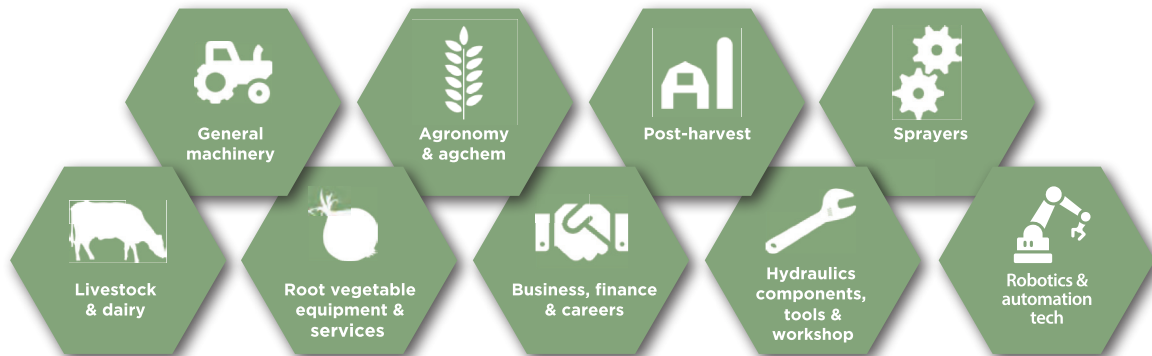 General
machinery
Agronomy
& agchem
Post-harvest
Sprayers
Livestock
& dairy
Root vegetable
equipment &
services
Business, finance
& careers
Hydraulics
components,
tools &
workshop
Robotics &
automation
tech